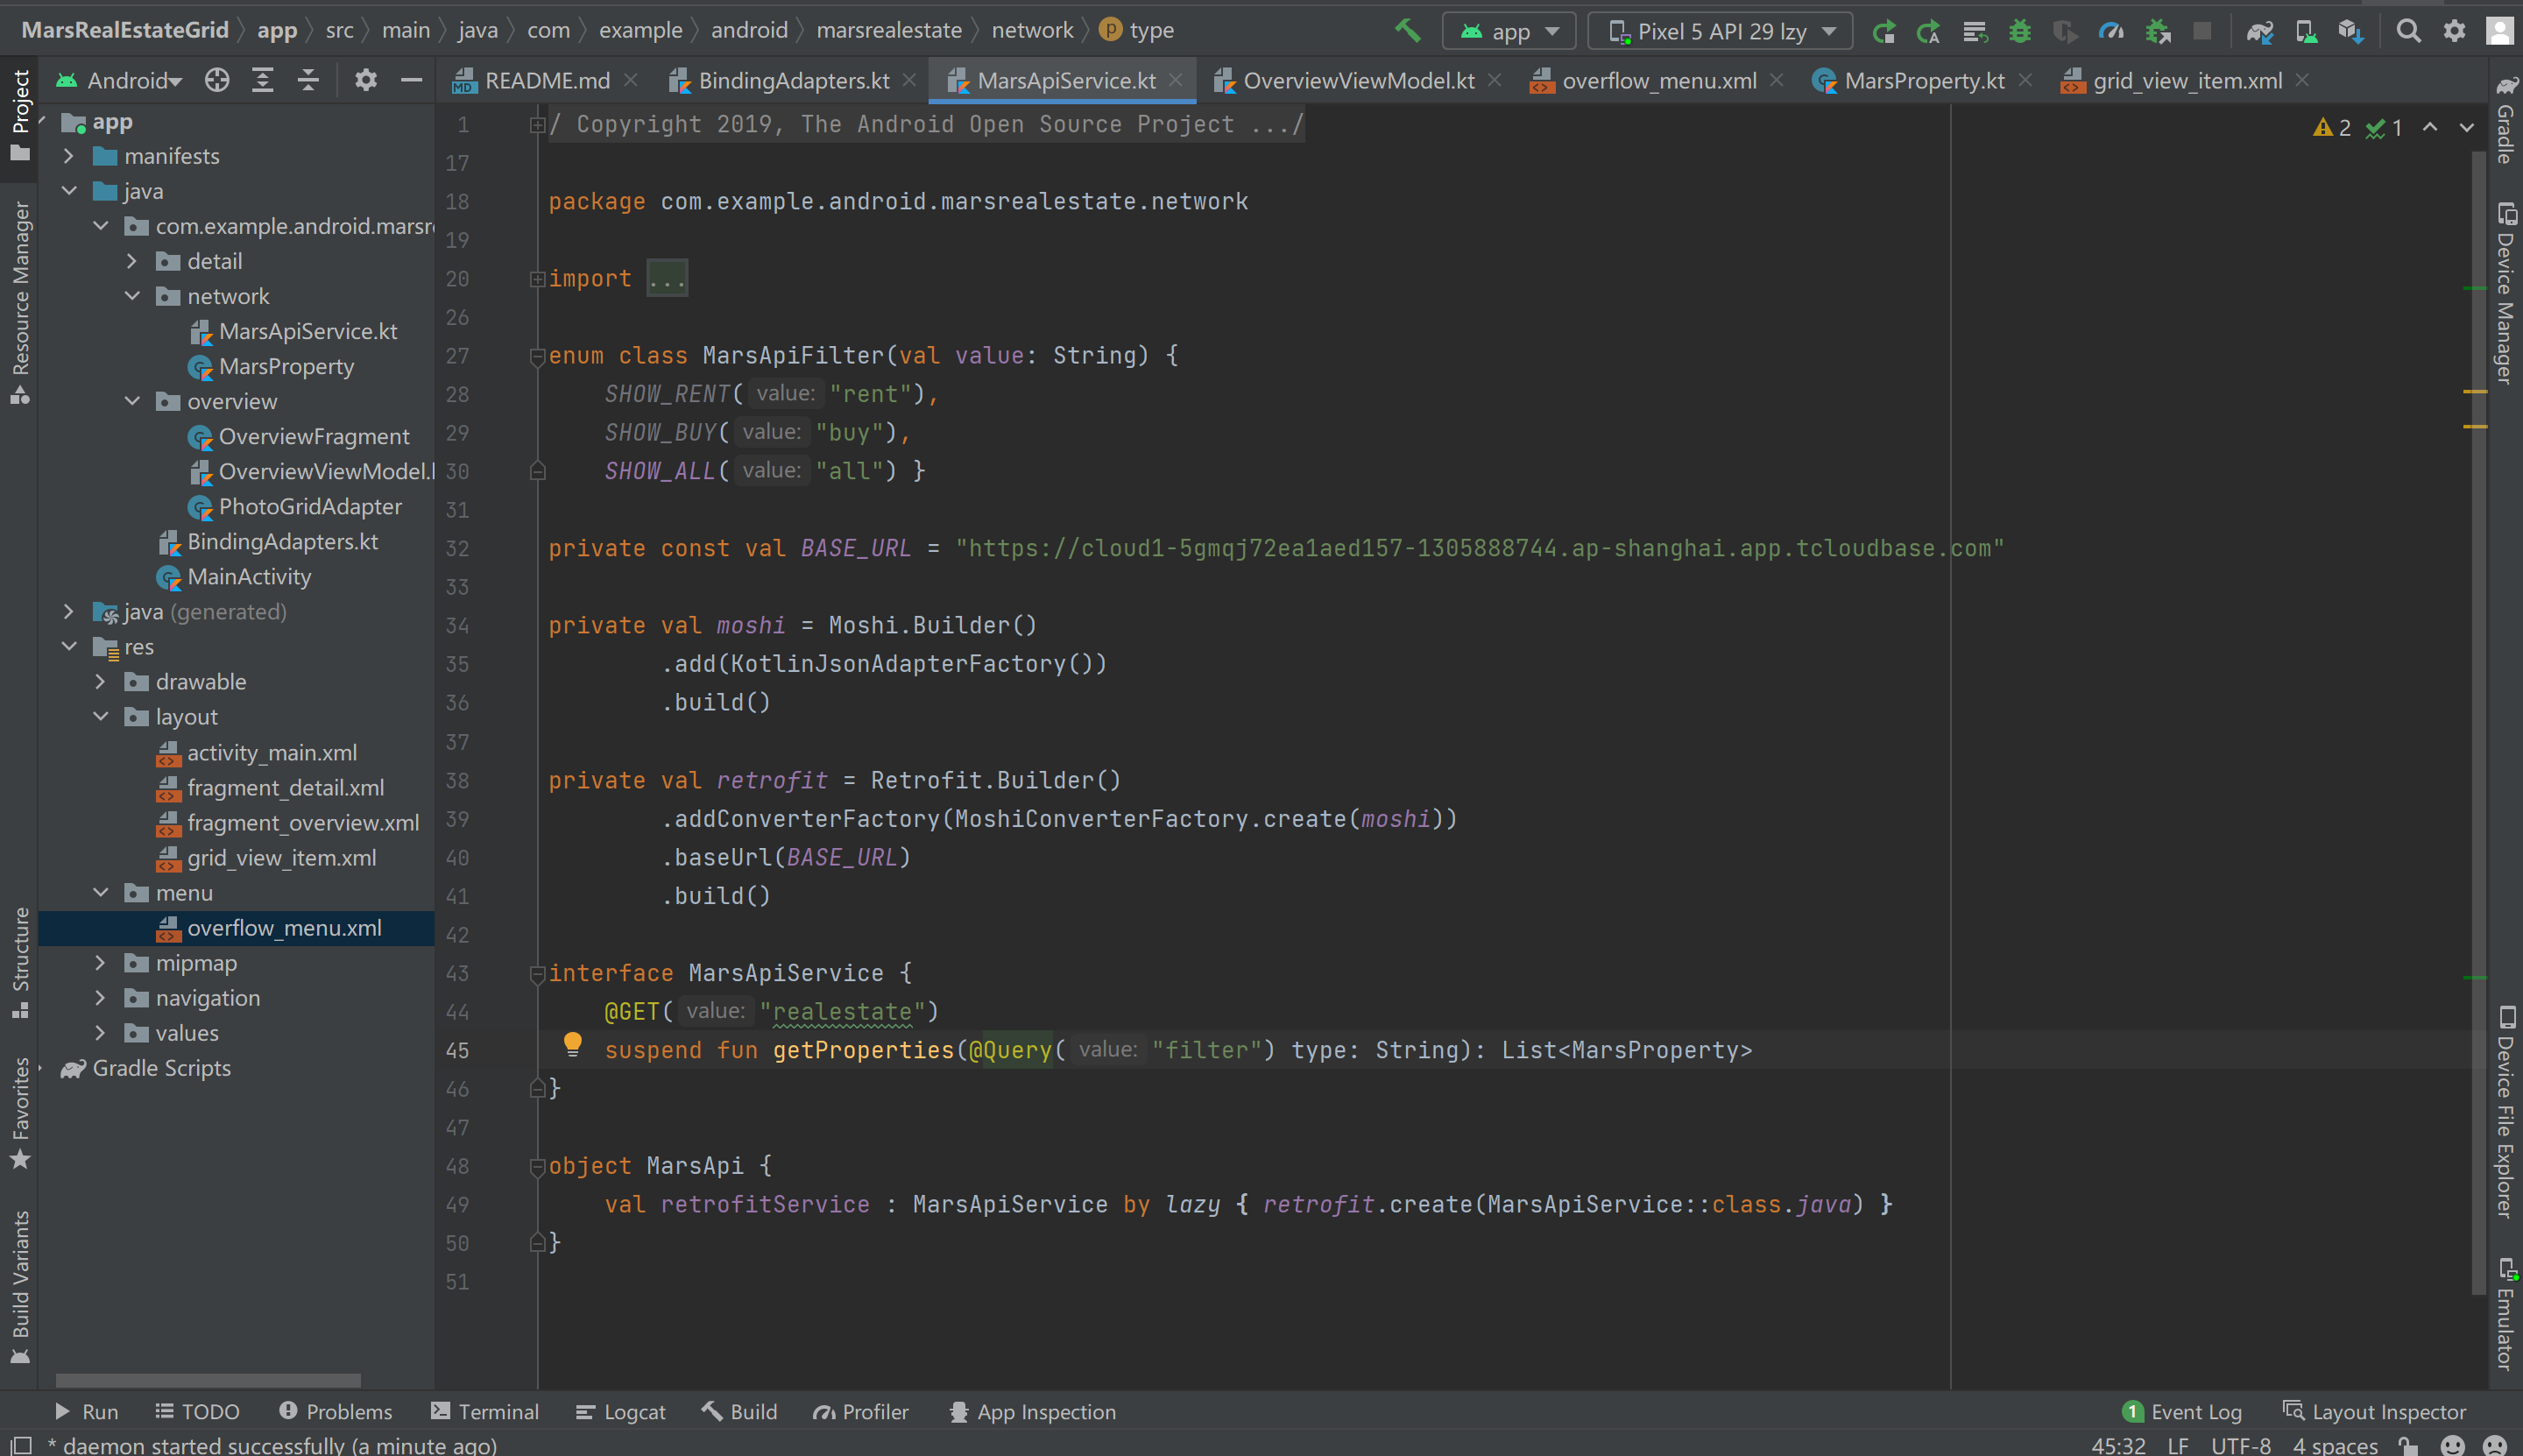 MarsRealEstateGrid app src main java com example android marsrealestate network type
app Pixel 5 API 29 lzy
Android README.md BindingAdapters.kt MarsApiService.kt OverviewViewModel.kt overflow_menu.xml MarsProperty.kt grid_view_item.xml
Project
Resource Manager
Structure
Favorites
Build Variants
app
manifests
java
com.example.android.marsr
detail
network
MarsApiService.kt
MarsProperty
overview
OverviewFragment
OverviewViewModel.
PhotoGridAdapter
BindingAdapters.kt
MainActivity
java (generated)
res
drawable
layout
activity_main.xml
fragment_detail.xml
fragment_overview.xml
grid_view_item.xml
menu
overflow_menu.xml
mipmap
navigation
values
Gradle Scripts
2 1
1 / Copyright 2019, The Android Open Source Project .../
17
18 package com.example.android.marsrealestate.network
19
20 import ...
26
27 enum class MarsApiFilter(val value: String) {
28 SHOW_RENT( value: "rent"),
29 SHOW_BUY( value: "buy"),
30 SHOW_ALL( value: "all") }
31
32 private const val BASE_URL = "https://cloud1-5gmqj72ea1aed157-1305888744.ap-shanghai.app.tcloudbase.com"
33
34 private val moshi = Moshi.Builder()
35 .add(KotlinJsonAdapterFactory())
36 .build()
37
38 private val retrofit = Retrofit.Builder()
39 .addConverterFactory(MoshiConverterFactory.create(moshi))
40 .baseUrl(BASE_URL)
41 .build()
42
43 interface MarsApiService {
44 @GET( value: "realestate")
45 suspend fun getProperties(@Query( value: "filter") type: String): List<MarsProperty>
46 }
47
48 object MarsApi {
49 val retrofitService : MarsApiService by lazy { retrofit.create(MarsApiService::class.java) }
50 }
51
Gradle
Device Manager
Device File Explorer
Emulator
Run TODO Problems Terminal Logcat Build Profiler App Inspection 1 Event Log Layout Inspector
* daemon started successfully (a minute ago) 45:32 LF UTF-8 4 spaces